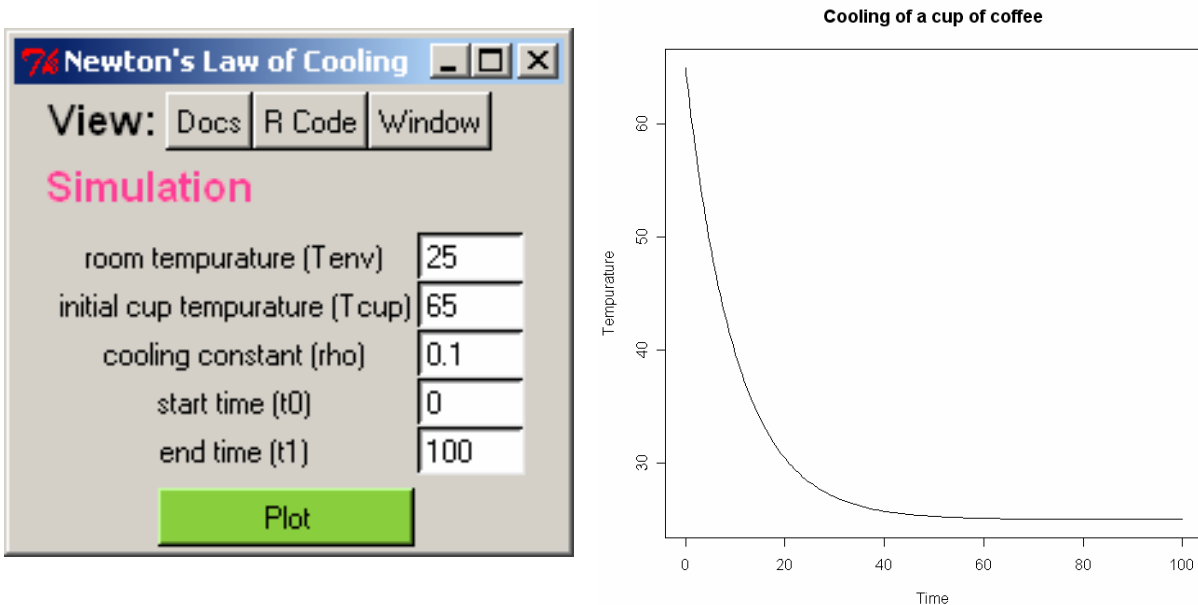 Newton's Law of Cooling
View: Docs R Code Window
Simulation
room tempurature (Tenv) 25
initial cup tempurature (Tcup) 65
cooling constant (rho) 0.1
start time (t0) 0
end time (t1) 100
Plot
Cooling of a cup of coffee
Tempurature
60
50
40
30
0 20 40 60 80 100
Time